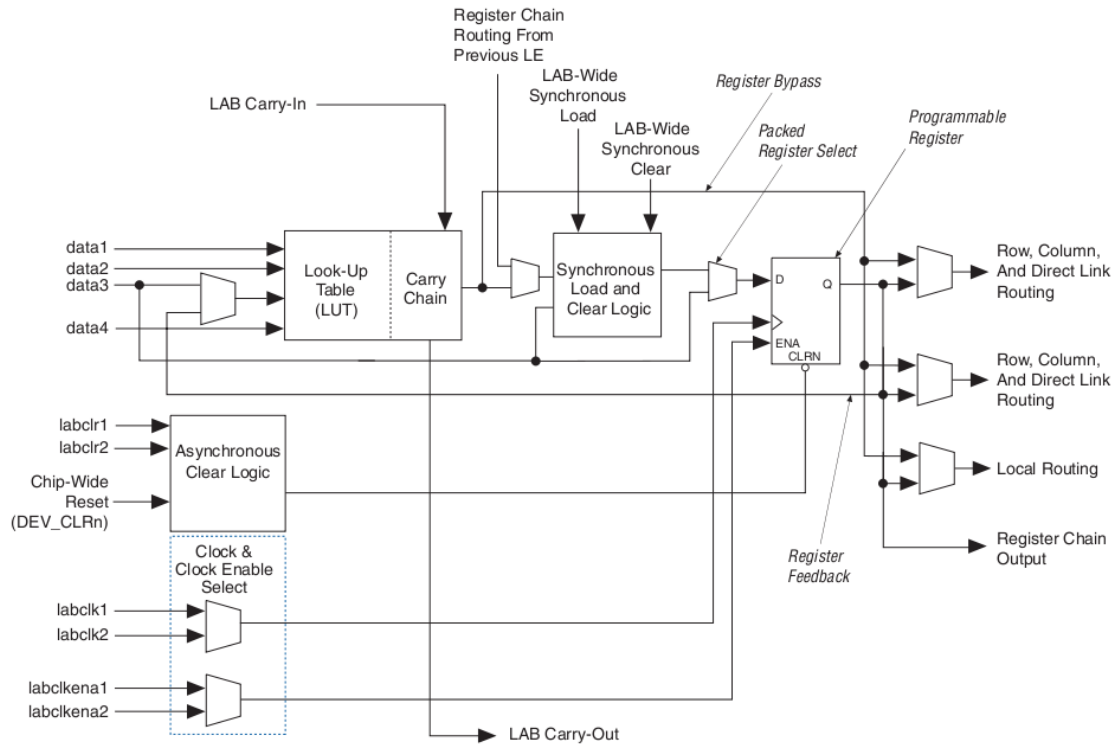 Register Chain
Routing From
Previous LE
LAB-Wide
Synchronous
Load
LAB-Wide
Synchronous
Clear
Register Bypass
Packed
Register Select
Programmable
Register
LAB Carry-In
data1
data2
data3
data4
Look-Up
Table
(LUT)
Carry
Chain
Synchronous
Load and
Clear Logic
D
Q
ENA
CLRN
Row, Column,
And Direct Link
Routing
Row, Column,
And Direct Link
Routing
Local Routing
Register Chain
Output
labclr1
labclr2
Chip-Wide
Reset
(DEV_CLRn)
Asynchronous
Clear Logic
Register
Feedback
Clock &
Clock Enable
Select
labclk1
labclk2
labclkena1
labclkena2
LAB Carry-Out